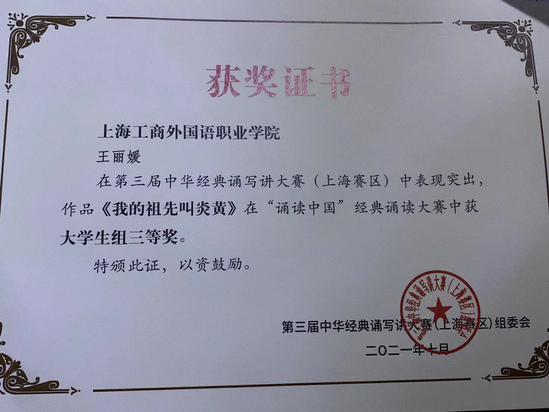 获奖证书
上海工商外国语职业学院
王丽媛
在第三届中华经典诵写讲大赛（上海赛区）中表现突出，
作品《我的祖先叫炎黄》在“诵读中国”经典诵读大赛中获
大学生组三等奖。
特颁此证，以资鼓励。
第三届中华经典诵写讲大赛（上海赛区）组委会
二〇二一年十月